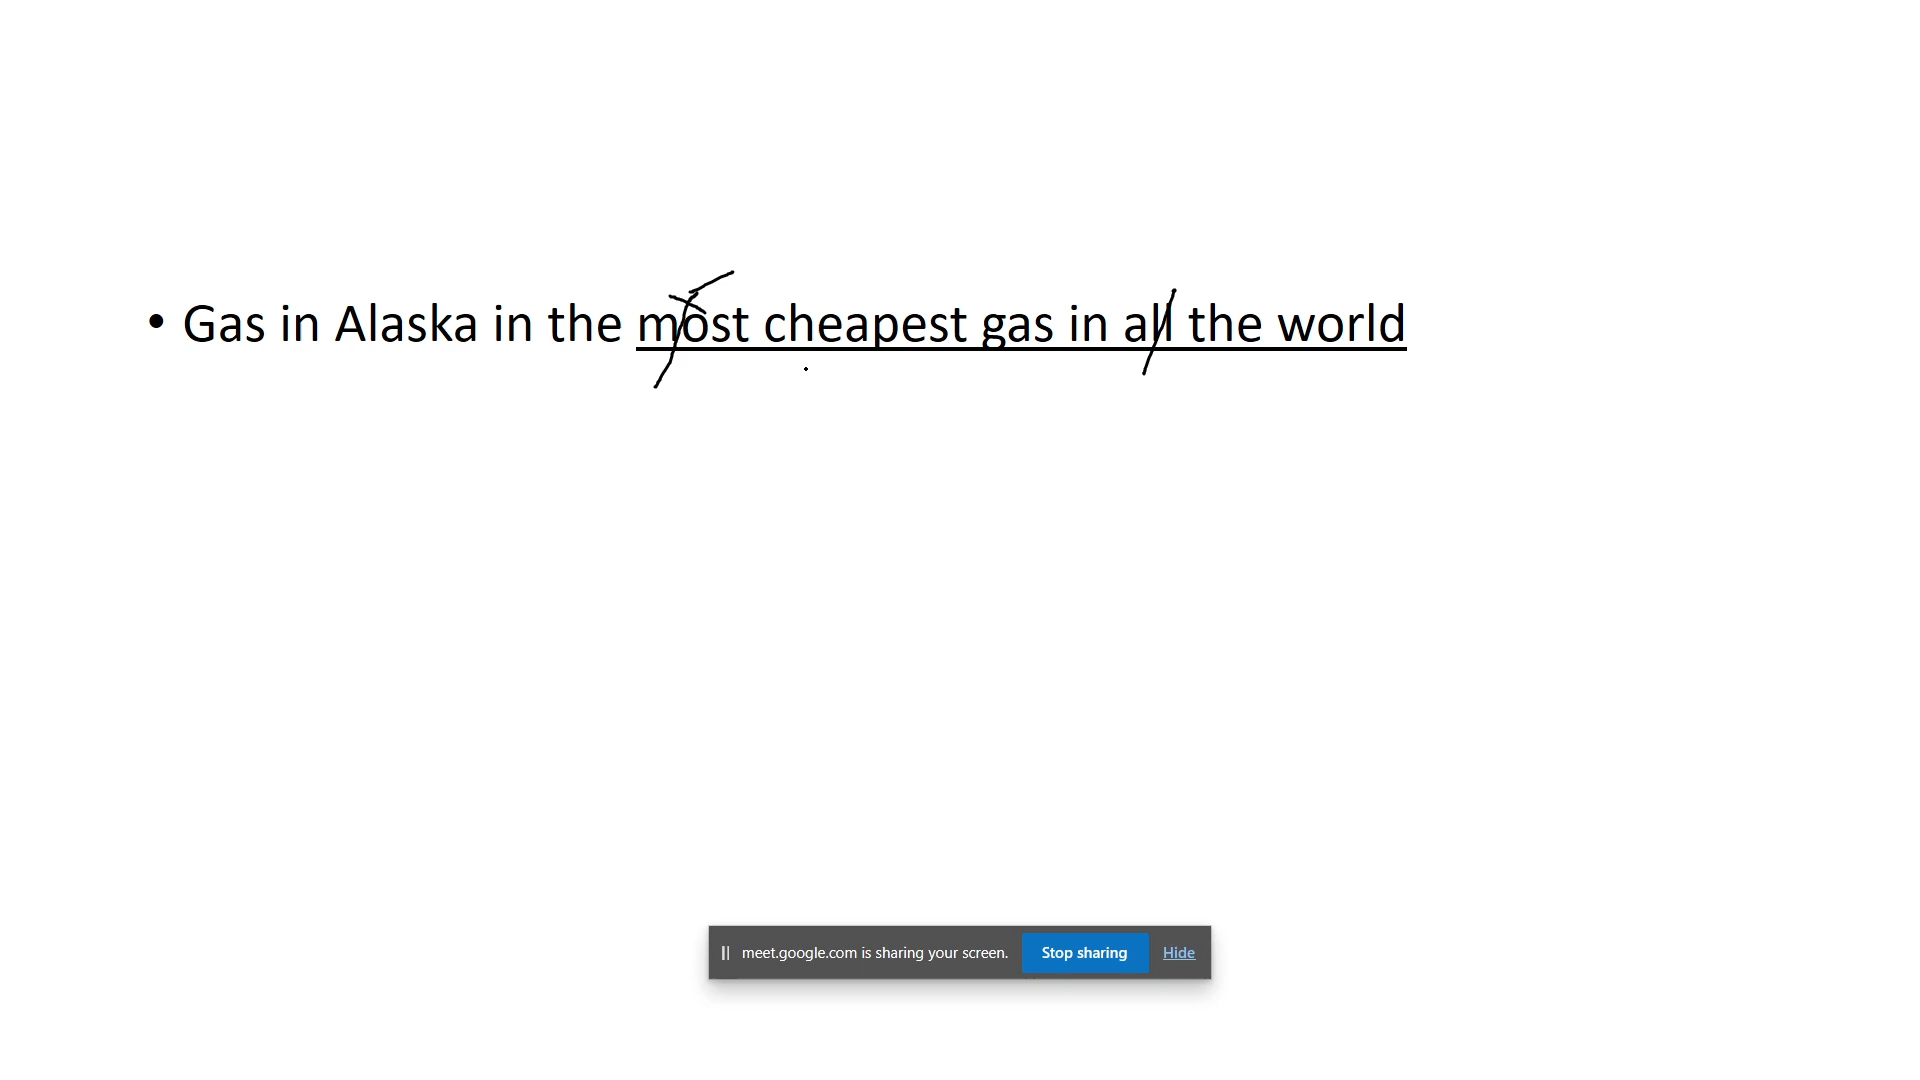 • Gas in Alaska in the most cheapest gas in all the world
meet.google.com is sharing your screen. Stop sharing Hide